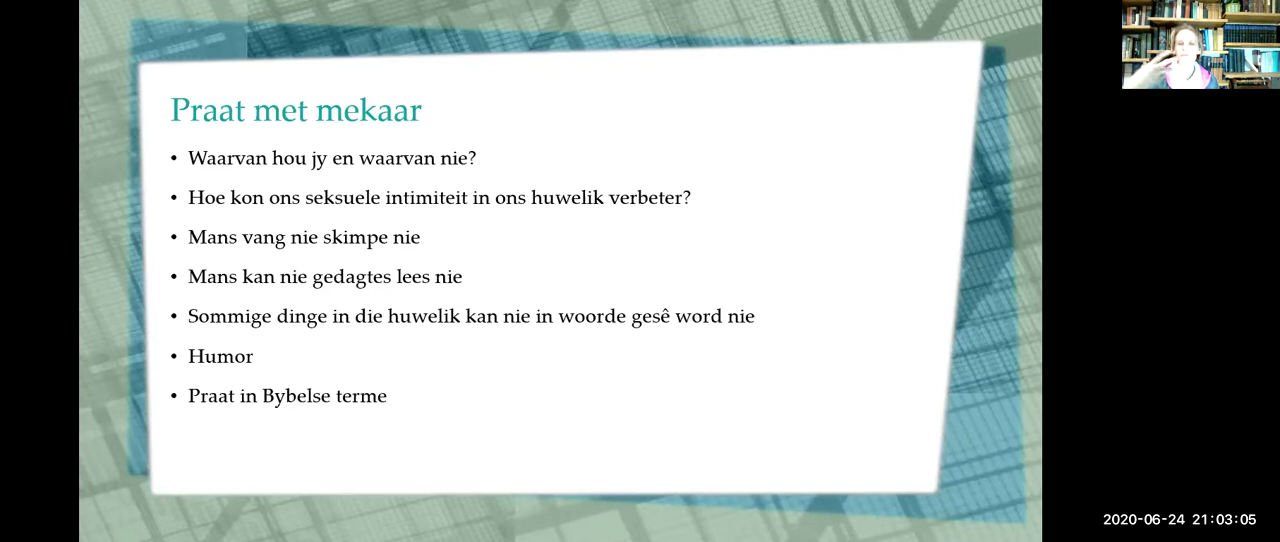 Praat met mekaar
• Waarvan hou jy en waarvan nie?
• Hoe kon ons seksuele intimiteit in ons huwelik verbeter?
• Mans vang nie skimpe nie
• Mans kan nie gedagtes lees nie
• Sommige dinge in die huwelik kan nie in woorde gesê word nie
• Humor
• Praat in Bybelse terme
2020-06-24 21:03:05